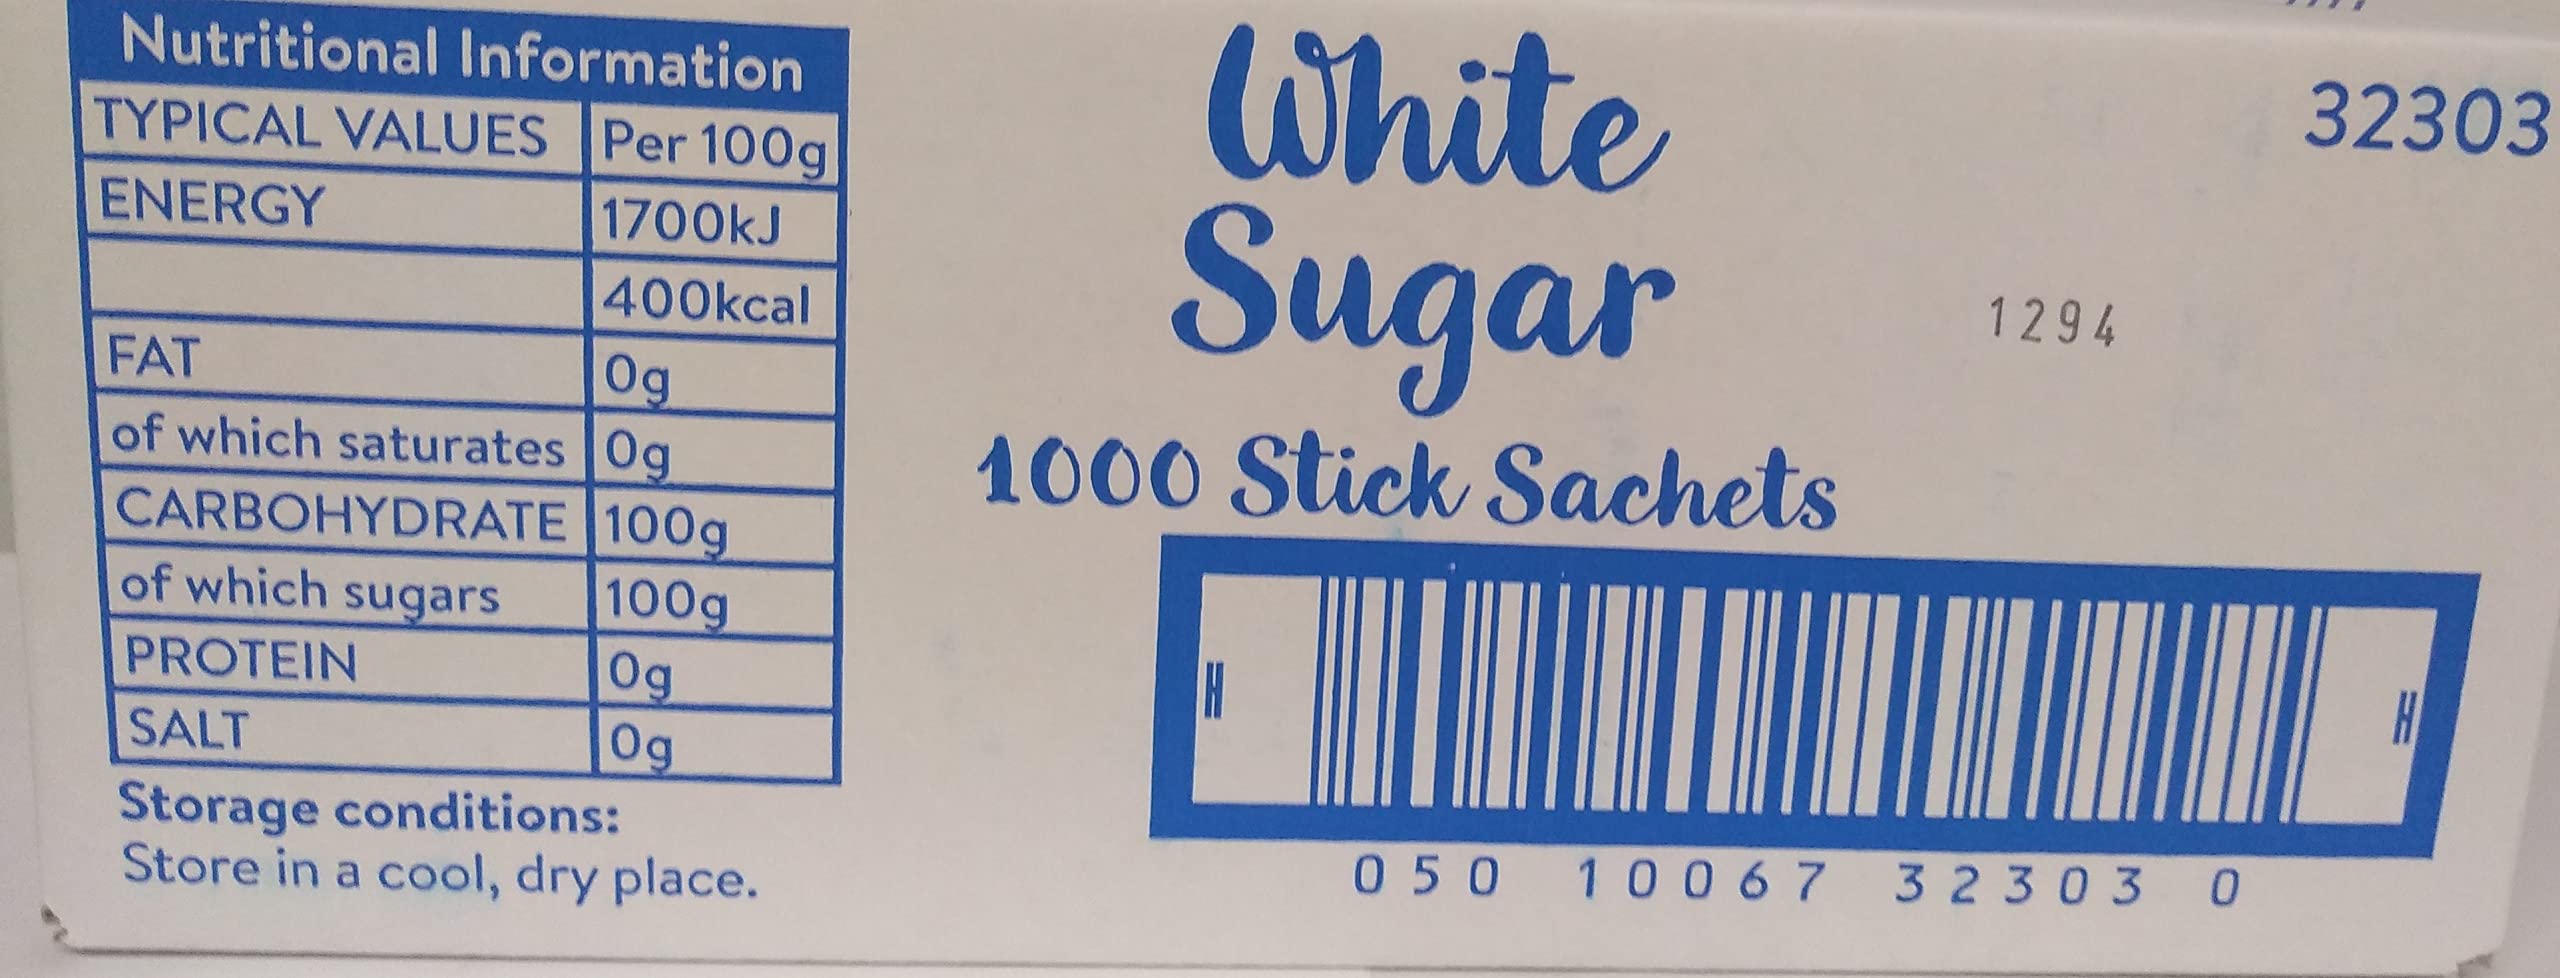 Nutritional Information
TYPICAL VALUES Per 100g
ENERGY 1700kJ
400kcal
FAT 0g
of which saturates 0g
CARBOHYDRATE 100g
of which sugars 100g
PROTEIN 0g
SALT 0g
Storage conditions:
Store in a cool, dry place.
White
Sugar
1000 Stick Sachets
32303
1294
H H
050 10067 32303 0